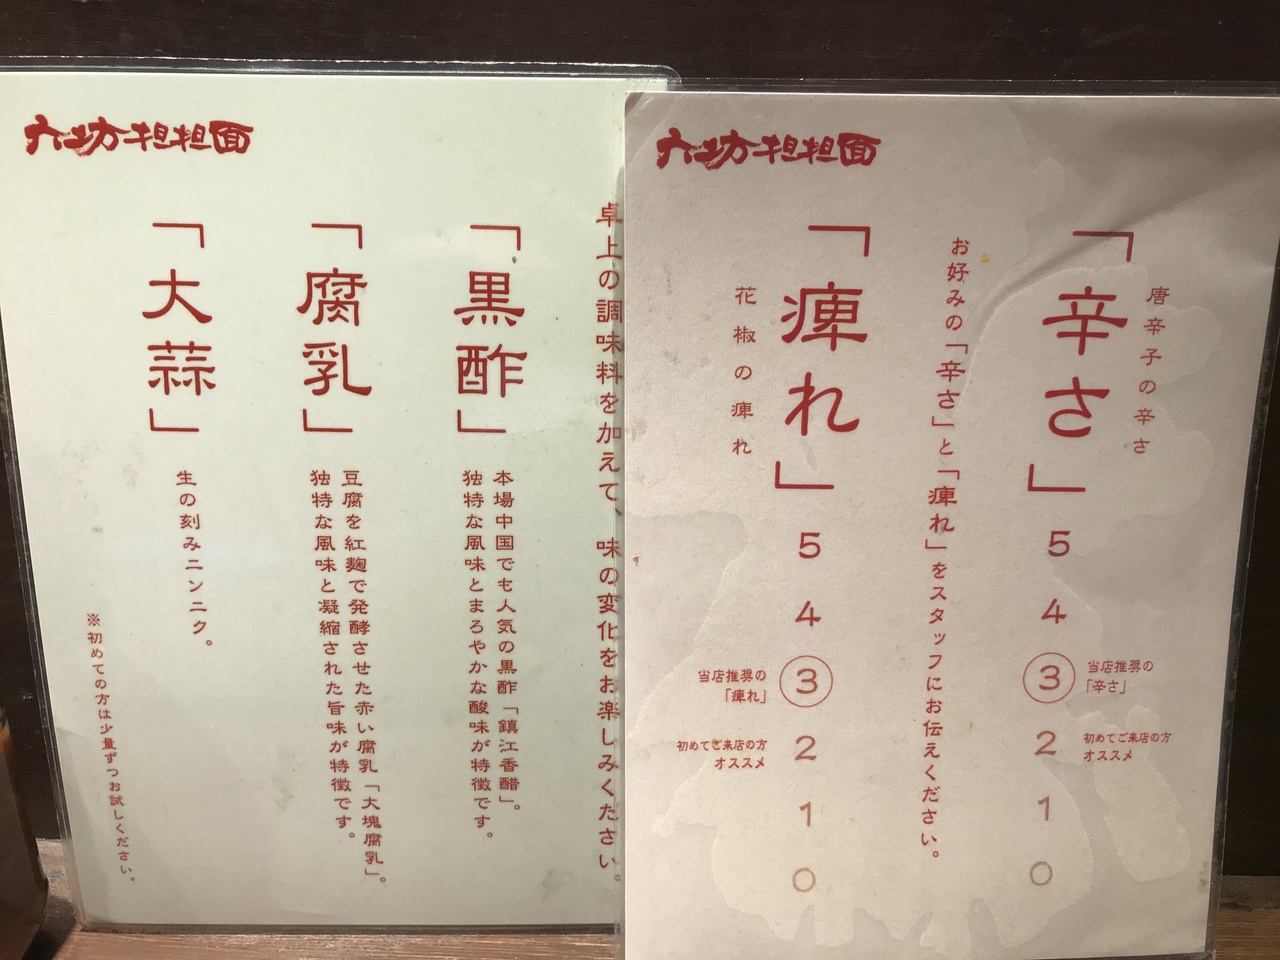 六坊担担面
卓上の調味料を加えて、味の変化をお楽しみください。
「黒酢」
本場中国でも人気の黒酢「鎮江香醋」。
独特な風味とまろやかな酸味が特徴です。
「腐乳」
豆腐を紅麹で発酵させた赤い腐乳「大塊腐乳」。
独特な風味と凝縮された旨味が特徴です。
「大蒜」
生の刻みニンニク。
※初めての方は少量ずつお試しください。
六坊担担面
唐辛子の辛さ
「辛さ」
5
4
3
当店推奨の
「辛さ」
2
初めてご来店の方
オススメ
1
0
お好みの「辛さ」と「痺れ」をスタッフにお伝えください。
「痺れ」
花椒の痺れ
5
4
3
当店推奨の
「痺れ」
2
初めてご来店の方
オススメ
1
0